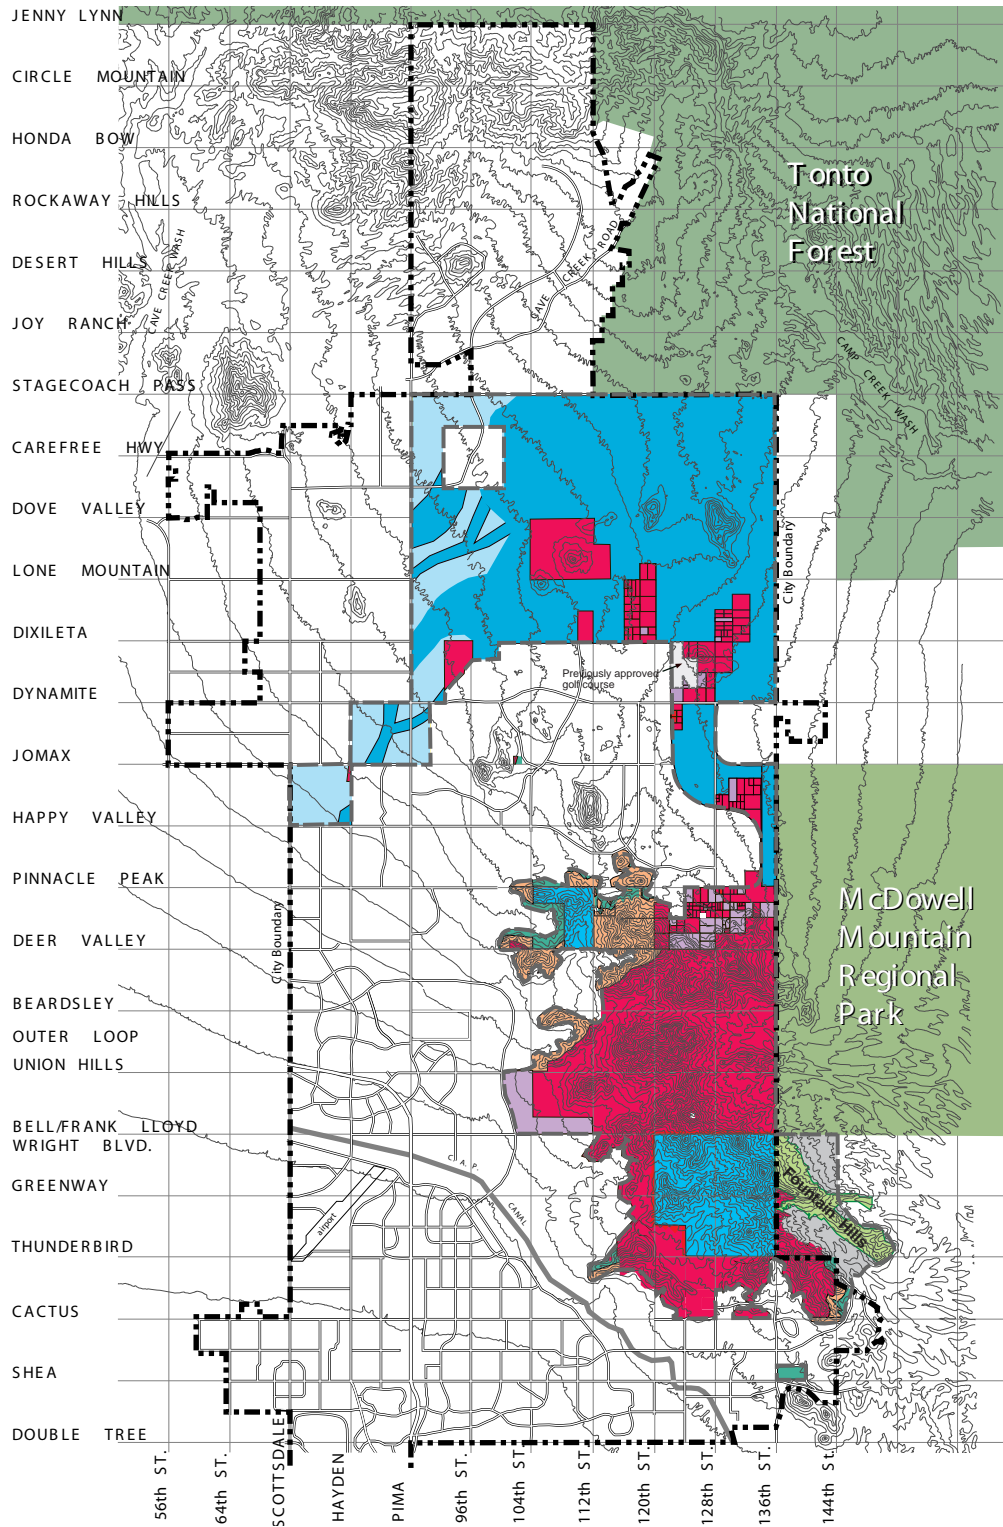 JENNY LYNN
CIRCLE MOUNTAIN
HONDA BOW
ROCKAWAY HILLS
DESERT HILLS
JOY RANCH
STAGECOACH PASS
CAREFREE HWY
DOVE VALLEY
LONE MOUNTAIN
DIXILETA
DYNAMITE
JOMAX
HAPPY VALLEY
PINNACLE PEAK
DEER VALLEY
BEARDSLEY
OUTER LOOP
UNION HILLS
BELL/FRANK LLOYD
WRIGHT BLVD.
GREENWAY
THUNDERBIRD
CACTUS
SHEA
DOUBLE TREE
Tonto
National
Forest
CAVE CREEK WASH
CAVE CREEK ROAD
CAMP CREEK WASH
City Boundary
Previously approved
golf course
McDowell
Mountain
Regional
Park
City Boundary
A. P.
CANAL
airport
Fountain Hills
56th ST.
64th ST.
SCOTTSDALE
HAYDEN
PIMA
96th ST.
104th ST.
112th ST.
120th ST.
128th ST.
136th ST.
144th St.